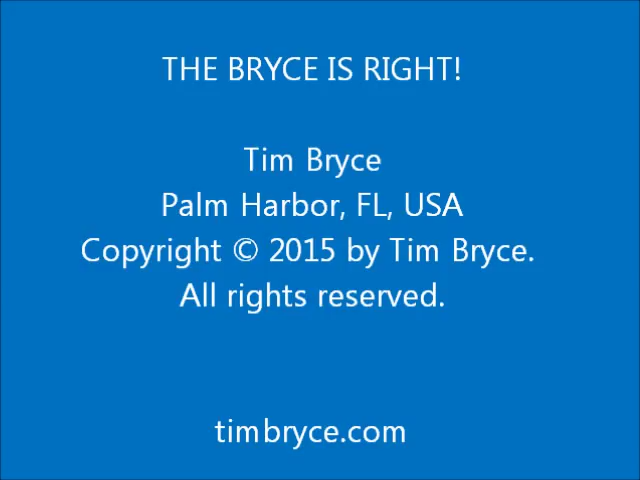 THE BRYCE IS RIGHT!
Tim Bryce
Palm Harbor, FL, USA
Copyright © 2015 by Tim Bryce.
All rights reserved.
timbryce.com